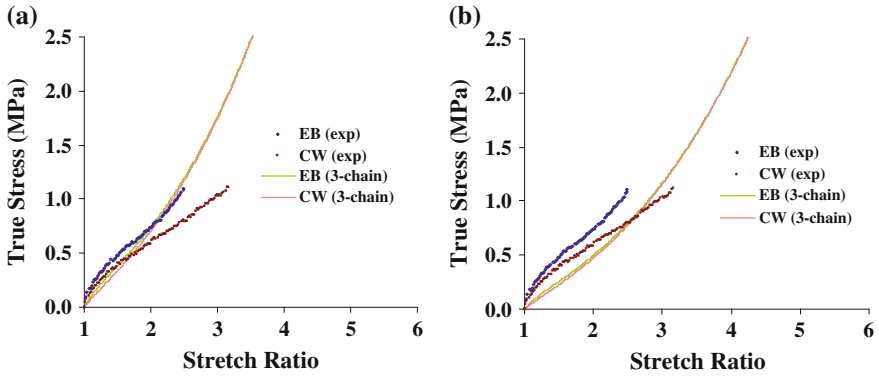 (a)
True Stress (MPa)
2.5
2.0
1.5
1.0
0.5
0.0
EB (exp)
CW (exp)
EB (3-chain)
CW (3-chain)
1 2 3 4 5 6
Stretch Ratio
(b)
True Stress (MPa)
2.5
2.0
1.5
1.0
0.5
0.0
EB (exp)
CW (exp)
EB (3-chain)
CW (3-chain)
1 2 3 4 5 6
Stretch Ratio